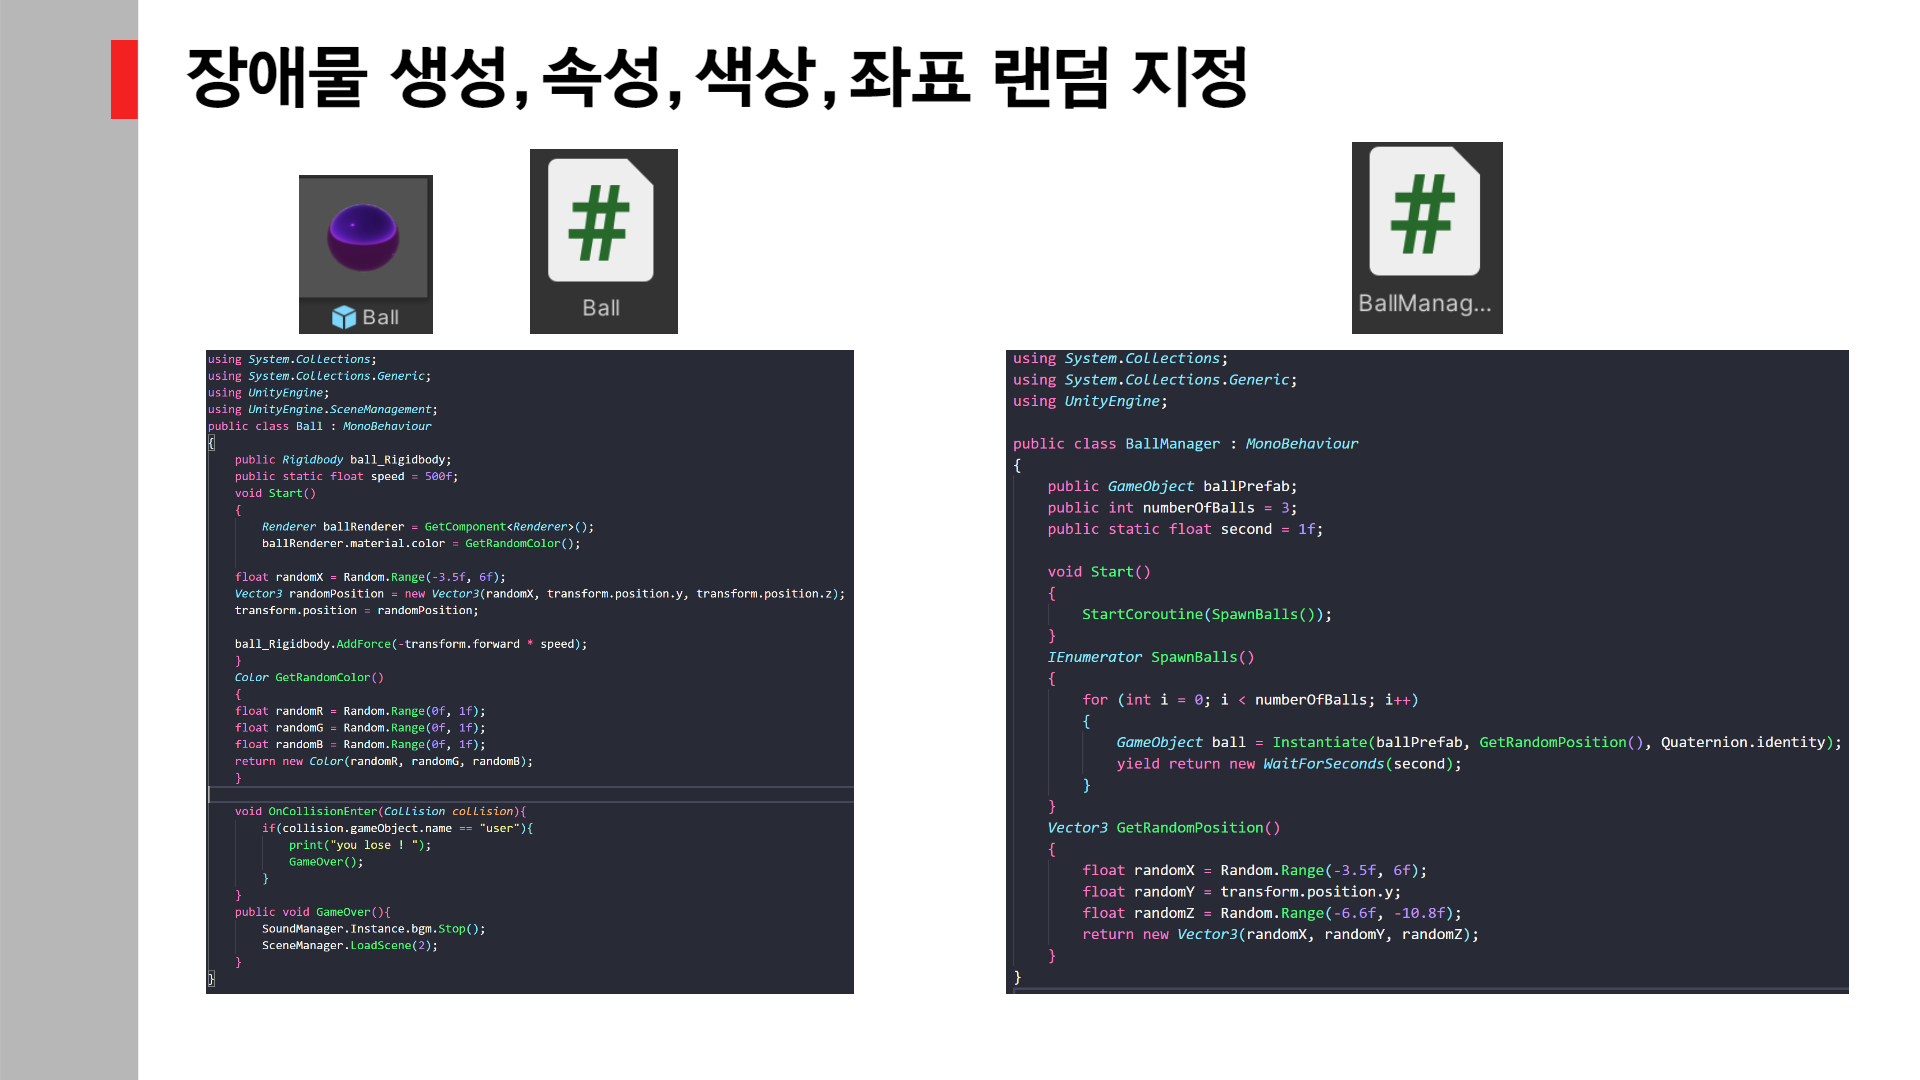 장애물 생성, 속성, 색상, 좌표 랜덤 지정
Ball
#
Ball
#
BallManag...
using System.Collections;
using System.Collections.Generic;
using UnityEngine;
using UnityEngine.SceneManagement;
public class Ball : MonoBehaviour
{
    public Rigidbody ball_Rigidbody;
    public static float speed = 500f;
    void Start()
    {
        Renderer ballRenderer = GetComponent<Renderer>();
        ballRenderer.material.color = GetRandomColor();
    float randomX = Random.Range(-3.5f, 6f);
    Vector3 randomPosition = new Vector3(randomX, transform.position.y, transform.position.z);
    transform.position = randomPosition;
    ball_Rigidbody.AddForce(-transform.forward * speed);
    }
    Color GetRandomColor()
    {
    float randomR = Random.Range(0f, 1f);
    float randomG = Random.Range(0f, 1f);
    float randomB = Random.Range(0f, 1f);
    return new Color(randomR, randomG, randomB);
    }
    void OnCollisionEnter(Collision collision){
        if(collision.gameObject.name == "user"){
            print("you lose ! ");
            GameOver();
        }
    }
    public void GameOver(){
        SoundManager.Instance.bgm.Stop();
        SceneManager.LoadScene(2);
    }
}
using System.Collections;
using System.Collections.Generic;
using UnityEngine;
public class BallManager : MonoBehaviour
{
    public GameObject ballPrefab;
    public int numberOfBalls = 3;
    public static float second = 1f;
    void Start()
    {
        StartCoroutine(SpawnBalls());
    }
    IEnumerator SpawnBalls()
    {
        for (int i = 0; i < numberOfBalls; i++)
        {
            GameObject ball = Instantiate(ballPrefab, GetRandomPosition(), Quaternion.identity);
            yield return new WaitForSeconds(second);
        }
    }
    Vector3 GetRandomPosition()
    {
        float randomX = Random.Range(-3.5f, 6f);
        float randomY = transform.position.y;
        float randomZ = Random.Range(-6.6f, -10.8f);
        return new Vector3(randomX, randomY, randomZ);
    }
}